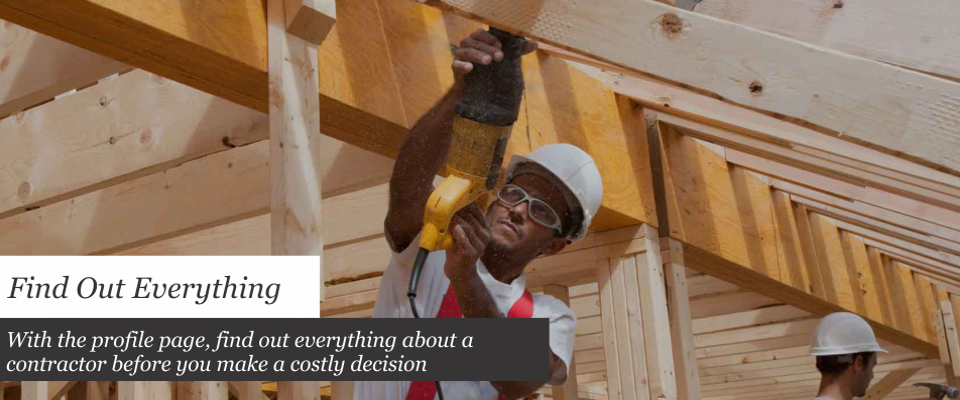 Find Out Everything
With the profile page, find out everything about a
contractor before you make a costly decision